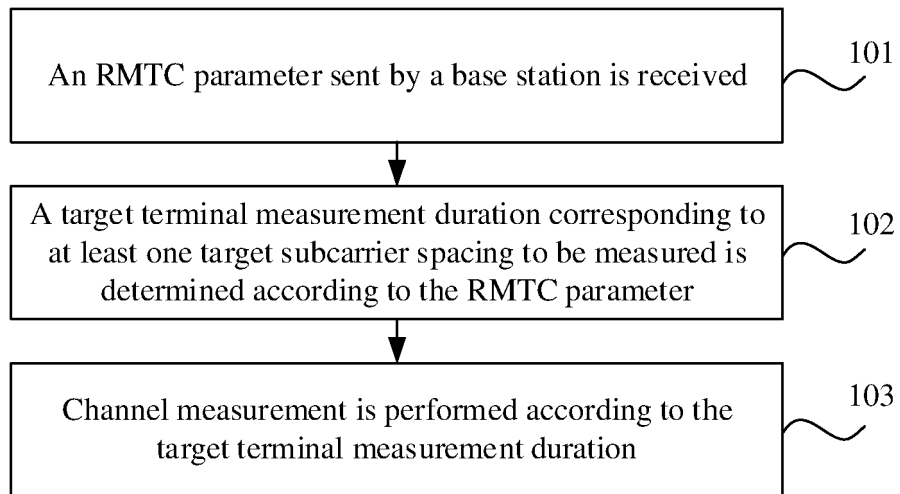 An RMTC parameter sent by a base station is received
101
A target terminal measurement duration corresponding to
at least one target subcarrier spacing to be measured is
determined according to the RMTC parameter
102
Channel measurement is performed according to the
target terminal measurement duration
103